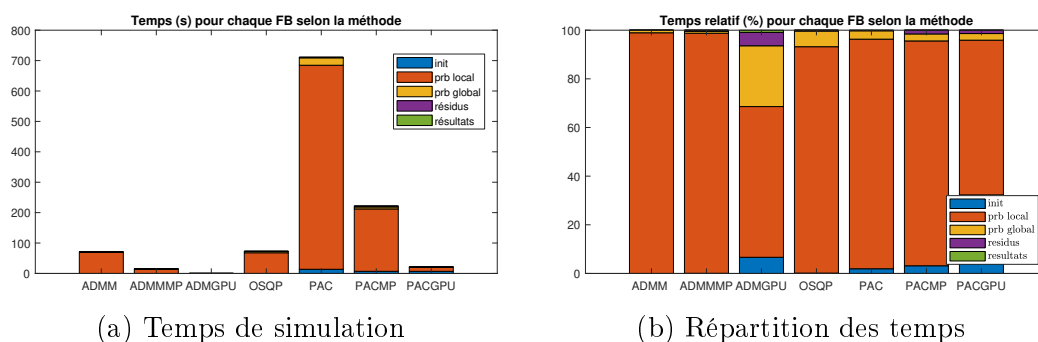 Temps (s) pour chaque FB selon la méthode
800
700
600
500
400
300
200
100
0
init
prb local
prb global
résidus
résultats
ADMM ADMMMP ADMGPU OSQP PAC PACMP PACGPU
(a) Temps de simulation
Temps relatif (%) pour chaque FB selon la méthode
100
80
60
40
20
0
init
prb local
prb global
residus
resultats
ADMM ADMMMP ADMGPU OSQP PAC PACMP PACGPU
(b) Répartition des temps